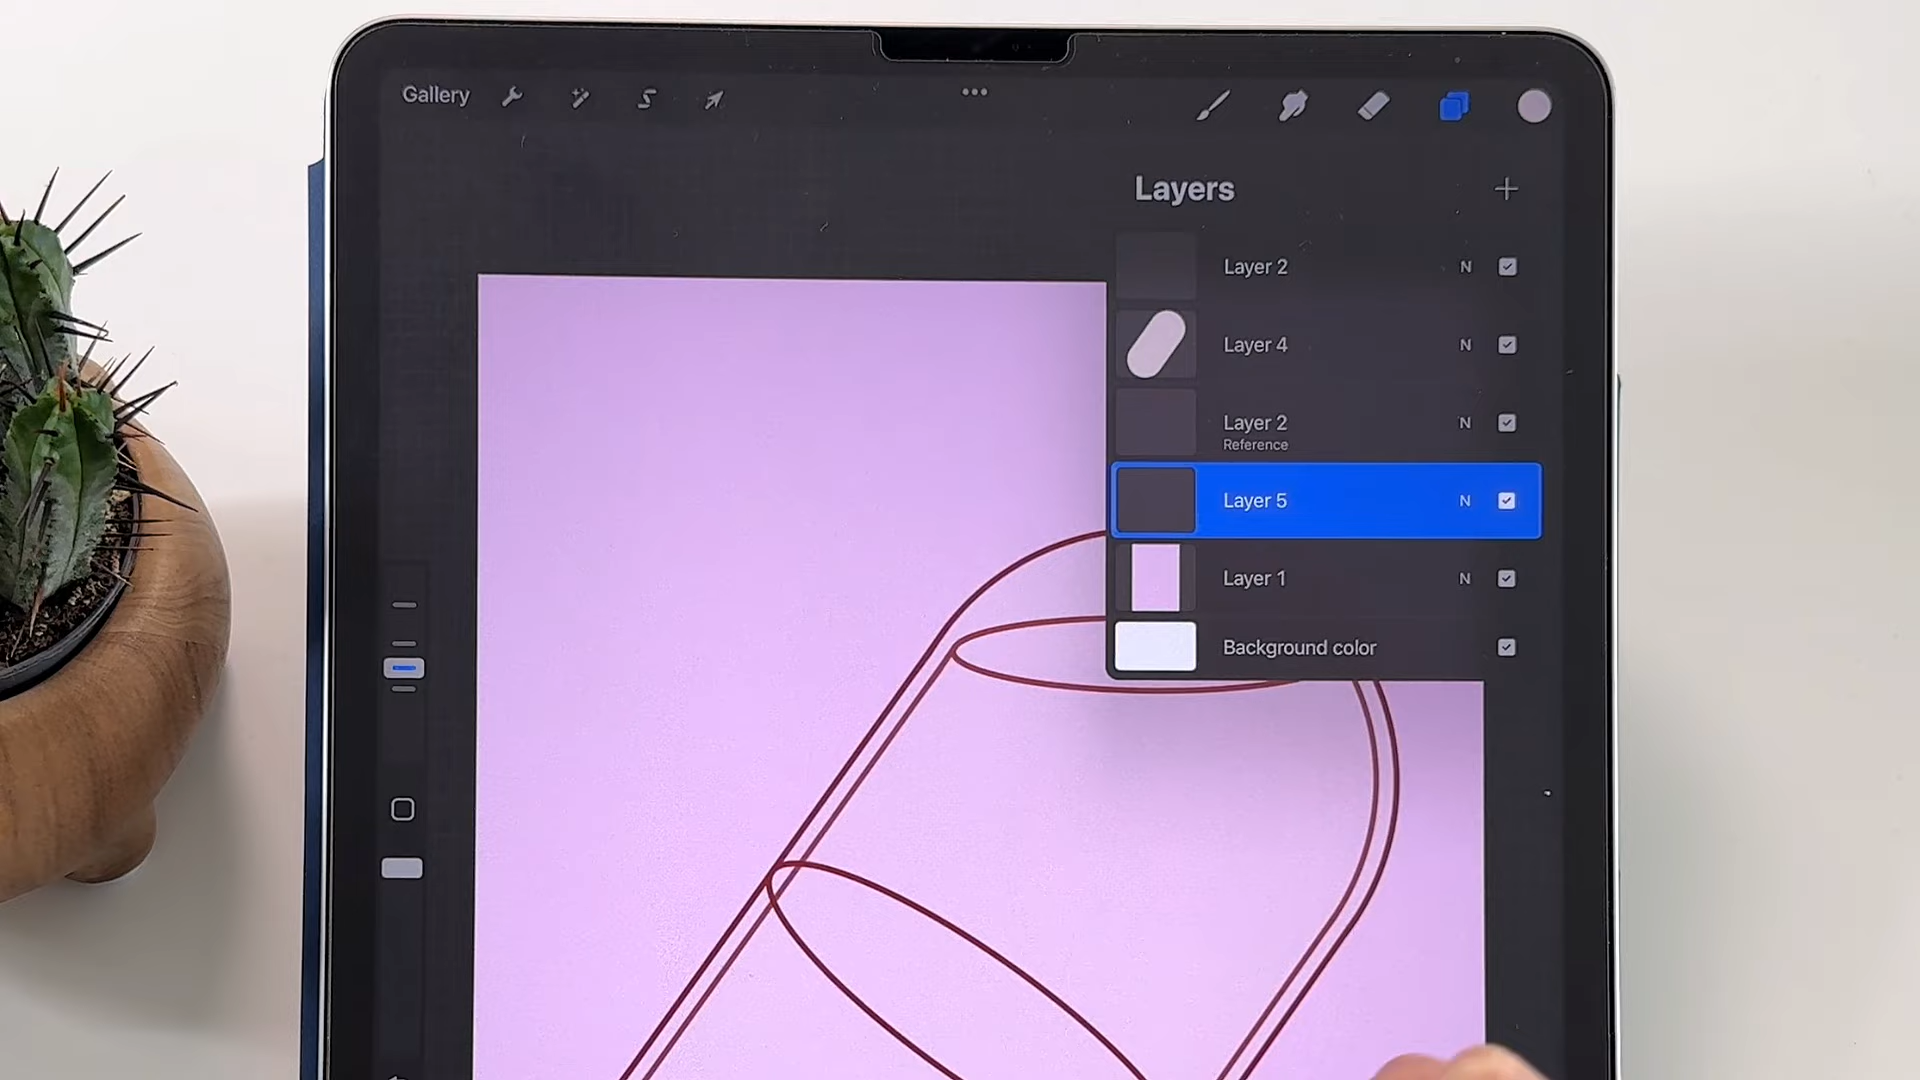 Gallery
Layers
Layer 2 N
Layer 4 N
Layer 2 N
Reference
Layer 5 N
Layer 1 N
Background color